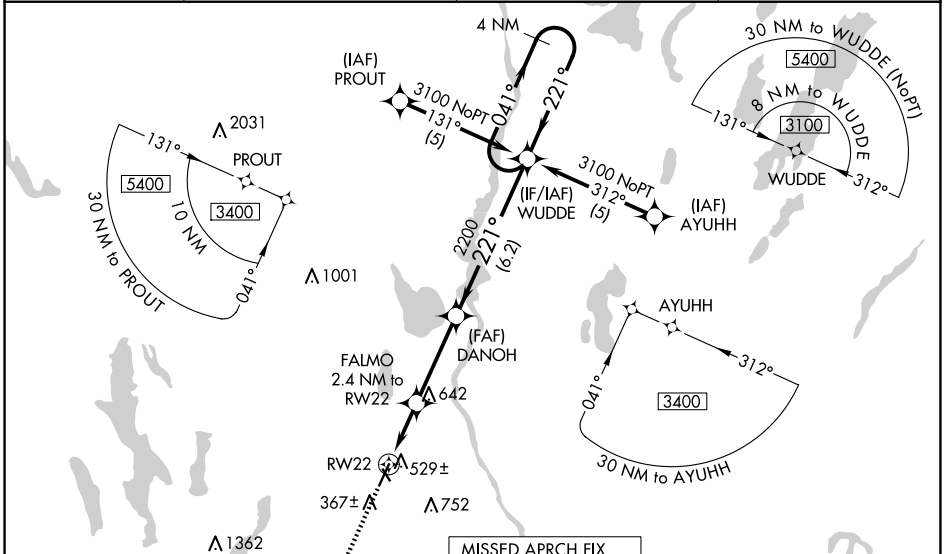 4 NM
(IAF)
PROUT
3100 NoPT
131°
(5)
041°
221°
30 NM to WUDDE (NoPT)
5400
8 NM to WUDDE
3100
131°
312°
WUDDE
2031
131°
PROUT
5400
3400
10 NM
30 NM to PROUT
041°
(IF/IAF)
WUDDE
3100 NoPT
312°
(5)
(IAF)
AYUHH
2200
221°
(6.2)
1001
(FAF)
DANOH
AYUHH
312°
041°
3400
30 NM to AYUHH
FALMO
2.4 NM to
RW22
642
RW22
529±
367±
752
1362
MISSED APRCH FIX